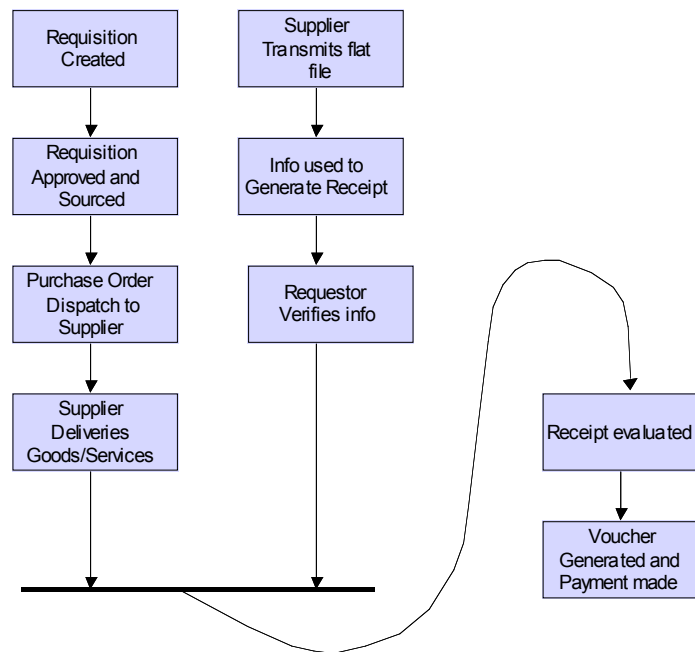 Requisition
Created
Requisition
Approved and
Sourced
Purchase Order
Dispatch to
Supplier
Supplier
Deliveries
Goods/Services
Supplier
Transmits flat
file
Info used to
Generate Receipt
Requestor
Verifies info
Receipt evaluated
Voucher
Generated and
Payment made